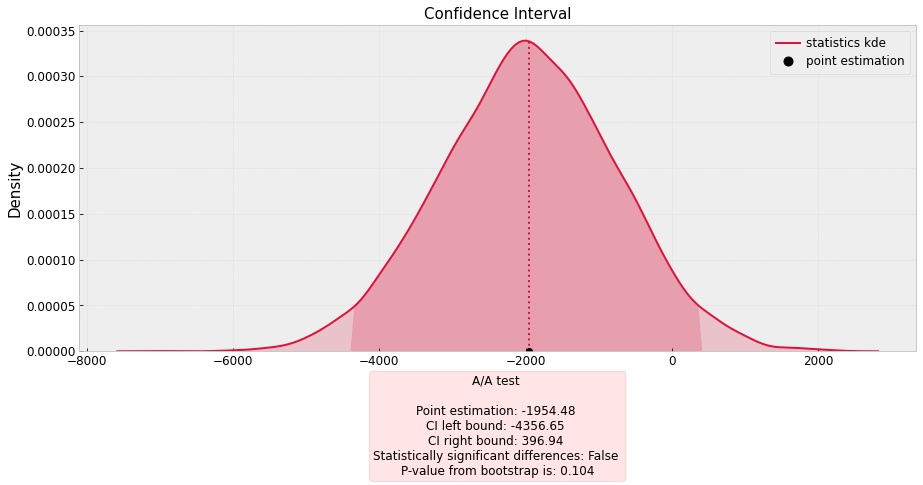 Confidence Interval
statistics kde
point estimation
Density
0.00035
0.00030
0.00025
0.00020
0.00015
0.00010
0.00005
0.00000
−8000
−6000
−4000
−2000
0
2000
A/A test
Point estimation: -1954.48
CI left bound: -4356.65
CI right bound: 396.94
Statistically significant differences: False
P-value from bootstrap is: 0.104